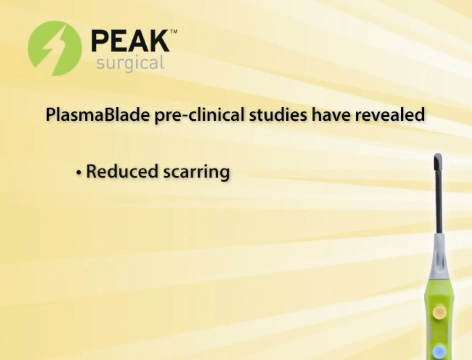 PEAK™
surgical
PlasmaBlade pre-clinical studies have revealed
• Reduced scarring